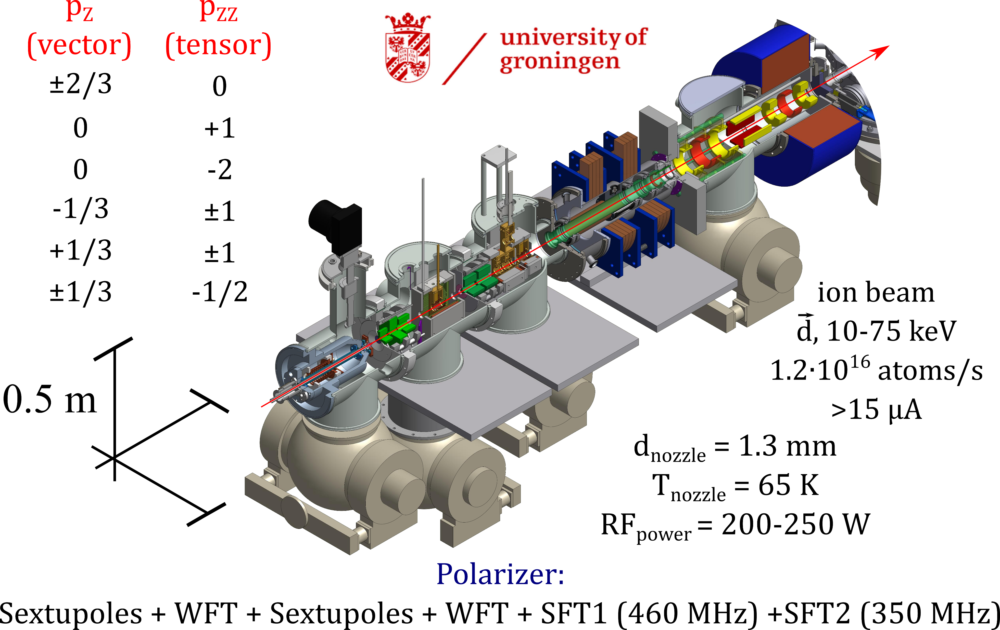 pz pzz
(vector) (tensor)
±2/3 0
0 +1
0 -2
-1/3 ±1
+1/3 ±1
±1/3 -1/2
university of
groningen
0.5 m
ion beam
d⃗, 10-75 keV
1.2·10¹⁶ atoms/s
>15 μA
dnozzle = 1.3 mm
Tnozzle = 65 K
RFpower = 200-250 W
Polarizer:
Sextupoles + WFT + Sextupoles + WFT + SFT1 (460 MHz) +SFT2 (350 MHz)